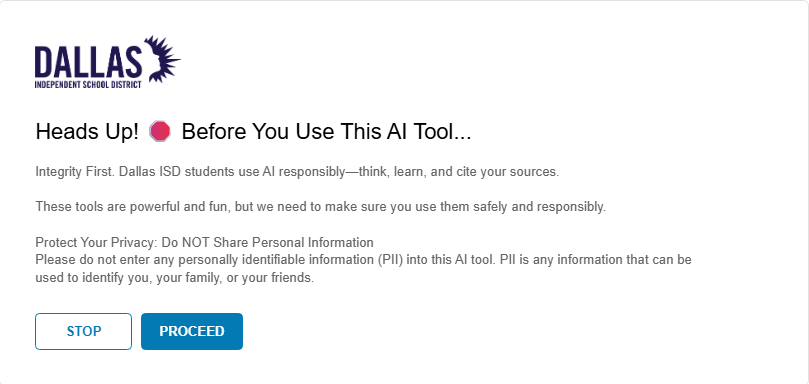 DALLAS
INDEPENDENT SCHOOL DISTRICT
Heads Up! 🛑 Before You Use This AI Tool...
Integrity First. Dallas ISD students use AI responsibly—think, learn, and cite your sources.
These tools are powerful and fun, but we need to make sure you use them safely and responsibly.
Protect Your Privacy: Do NOT Share Personal Information
Please do not enter any personally identifiable information (PII) into this AI tool. PII is any information that can be
used to identify you, your family, or your friends.
STOP
PROCEED